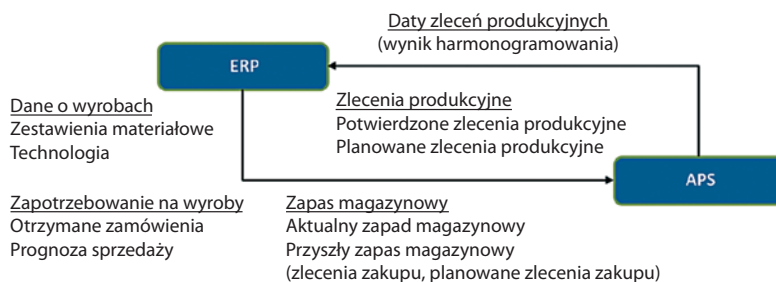 Daty zleceń produkcyjnych
(wynik harmonogramowania)
ERP
Dane o wyrobach
Zestawienia materiałowe
Technologia
Zlecenia produkcyjne
Potwierdzone zlecenia produkcyjne
Planowane zlecenia produkcyjne
APS
Zapotrzebowanie na wyroby
Otrzymane zamówienia
Prognoza sprzedaży
Zapas magazynowy
Aktualny zapad magazynowy
Przyszły zapas magazynowy
(zlecenia zakupu, planowane zlecenia zakupu)